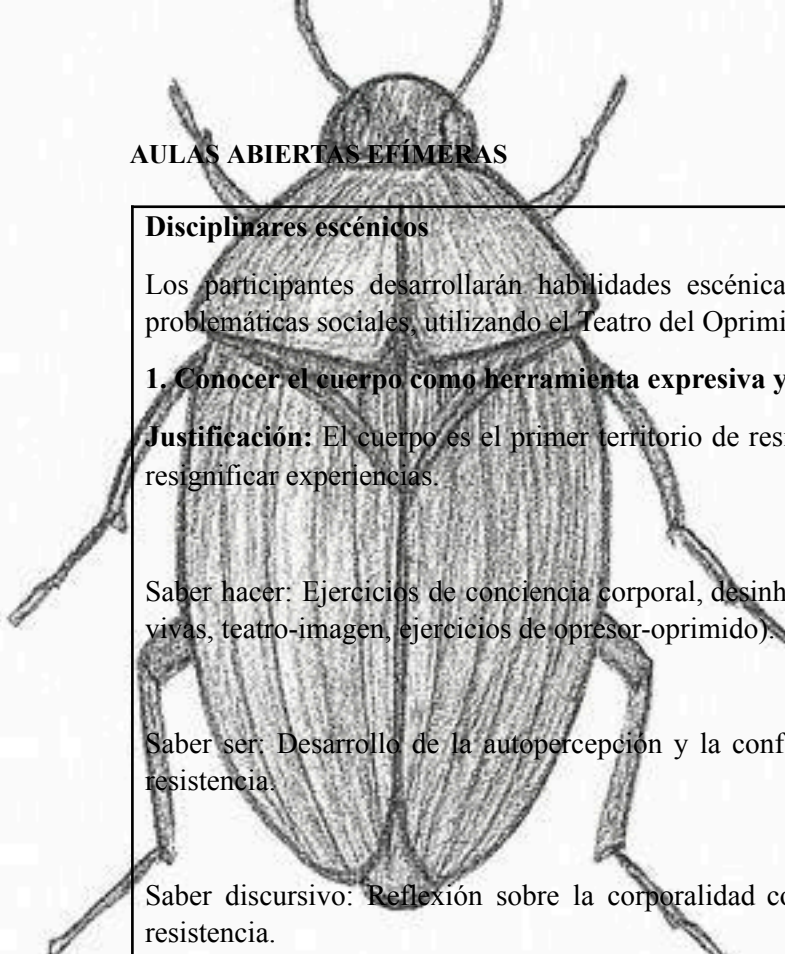 AULAS ABIERTAS EFÍMERAS
Disciplinares escénicos
Los participantes desarrollarán habilidades escénica
problemáticas sociales, utilizando el Teatro del Oprimi
1. Conocer el cuerpo como herramienta expresiva y
Justificación: El cuerpo es el primer territorio de resi
resignificar experiencias.
Saber hacer: Ejercicios de conciencia corporal, desinh
vivas, teatro-imagen, ejercicios de opresor-oprimido).
Saber ser: Desarrollo de la autopercepción y la conf
resistencia.
Saber discursivo: Reflexión sobre la corporalidad co
resistencia.